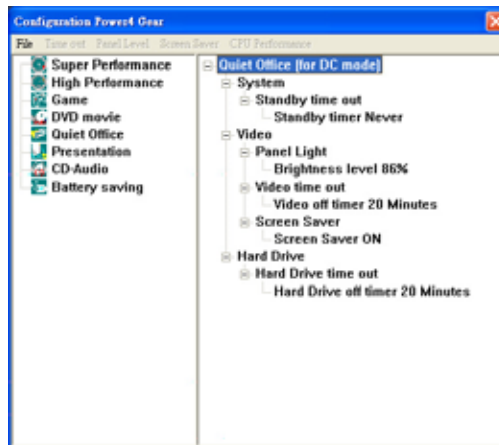 Configuration Power4 Gear
File Time out Panel Level Screen Saver CPU Performance
Super Performance
High Performance
Game
DVD movie
Quiet Office
Presentation
CD-Audio
Battery saving
Quiet Office (for DC mode)
System
Standby time out
Standby timer Never
Video
Panel Light
Brightness level 86%
Video time out
Video off timer 20 Minutes
Screen Saver
Screen Saver ON
Hard Drive
Hard Drive time out
Hard Drive off timer 20 Minutes